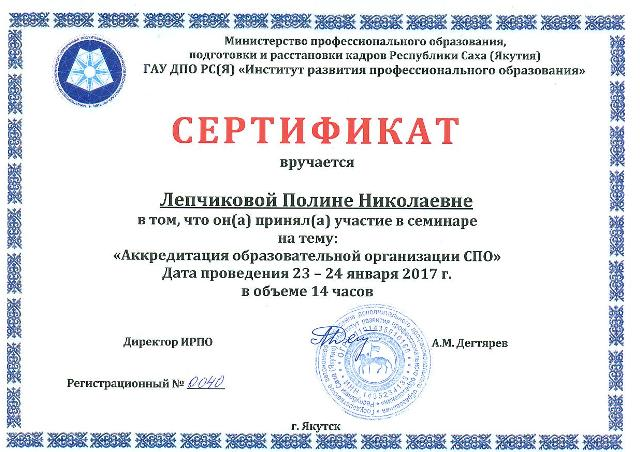 Министерство профессионального образования,
подготовки и расстановки кадров Республики Саха (Якутия)
ГАУ ДПО РС(Я) «Институт развития профессионального образования»
СЕРТИФИКАТ
вручается
Лепчиковой Полине Николаевне
в том, что он(а) принял(а) участие в семинаре
на тему:
«Аккредитация образовательной организации СПО»
Дата проведения 23 – 24 января 2017 г.
в объеме 14 часов
Директор ИРПО
А.М. Дегтярев
Регистрационный № 0040
г. Якутск